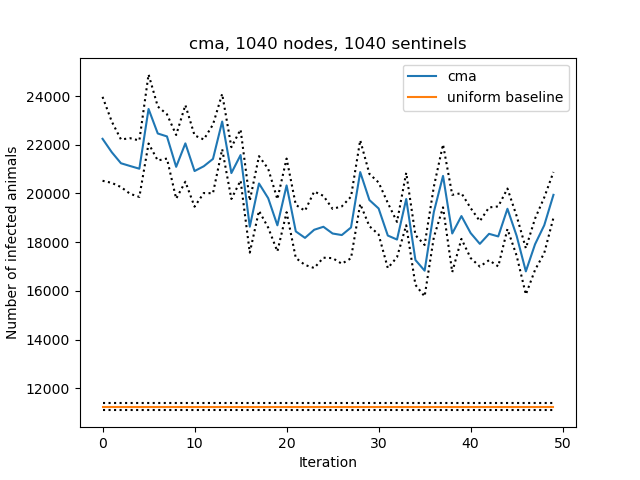 cma, 1040 nodes, 1040 sentinels
cma
uniform baseline
Number of infected animals
24000
22000
20000
18000
16000
14000
12000
0 10 20 30 40 50
Iteration